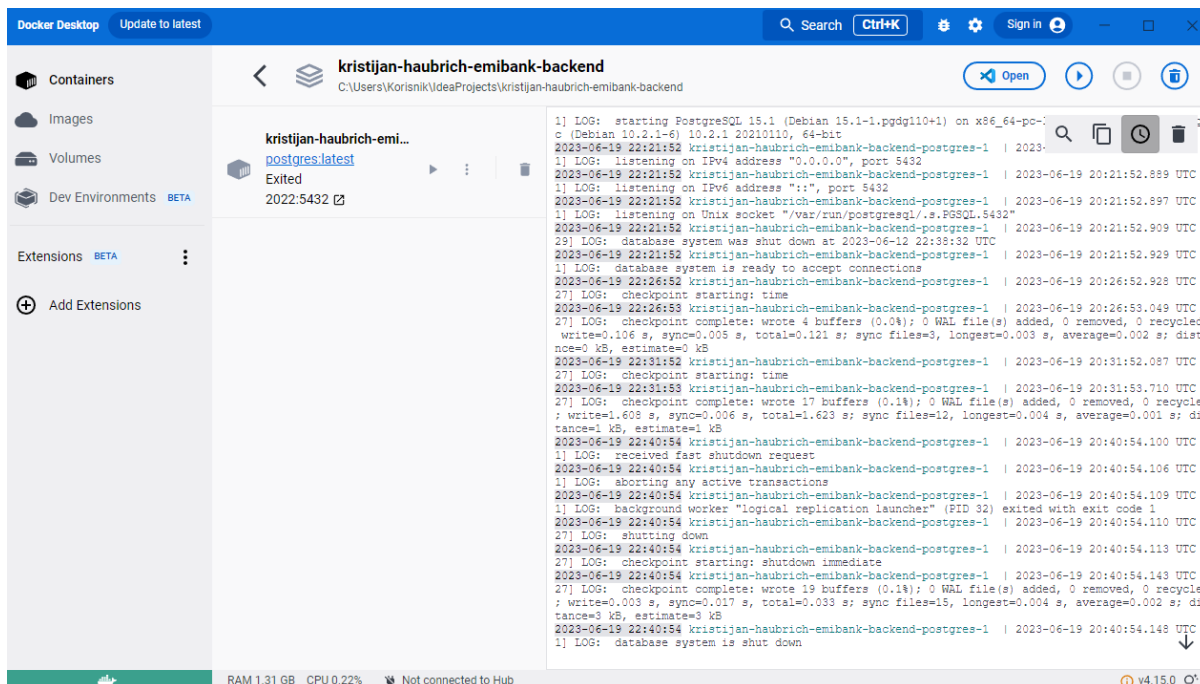 Docker Desktop
Update to latest
Search
Ctrl+K
Sign in
Containers
Images
Volumes
Dev Environments BETA
Extensions BETA
Add Extensions
kristijan-haubrich-emibank-backend
C:\Users\Korisnik\IdeaProjects\kristijan-haubrich-emibank-backend
Open
kristijan-haubrich-emi...
postgres:latest
Exited
2022:5432
1] LOG:  starting PostgreSQL 15.1 (Debian 15.1-1.pgdg110+1) on x86_64-pc-
c (Debian 10.2.1-6) 10.2.1 20210110, 64-bit
2023-06-19 22:21:52 kristijan-haubrich-emibank-backend-postgres-1  | 2023-
1] LOG:  listening on IPv4 address "0.0.0.0", port 5432
2023-06-19 22:21:52 kristijan-haubrich-emibank-backend-postgres-1  | 2023-06-19 20:21:52.889 UTC
1] LOG:  listening on IPv6 address "::", port 5432
2023-06-19 22:21:52 kristijan-haubrich-emibank-backend-postgres-1  | 2023-06-19 20:21:52.897 UTC
1] LOG:  listening on Unix socket "/var/run/postgresql/.s.PGSQL.5432"
2023-06-19 22:21:52 kristijan-haubrich-emibank-backend-postgres-1  | 2023-06-19 20:21:52.909 UTC
29] LOG:  database system was shut down at 2023-06-12 22:38:32 UTC
2023-06-19 22:21:52 kristijan-haubrich-emibank-backend-postgres-1  | 2023-06-19 20:21:52.929 UTC
1] LOG:  database system is ready to accept connections
2023-06-19 22:26:52 kristijan-haubrich-emibank-backend-postgres-1  | 2023-06-19 20:26:52.928 UTC
27] LOG:  checkpoint starting: time
2023-06-19 22:26:53 kristijan-haubrich-emibank-backend-postgres-1  | 2023-06-19 20:26:53.049 UTC
27] LOG:  checkpoint complete: wrote 4 buffers (0.0%); 0 WAL file(s) added, 0 removed, 0 recycled
write=0.106 s, sync=0.005 s, total=0.121 s; sync files=3, longest=0.003 s, average=0.002 s; dist
nce=0 kB, estimate=0 kB
2023-06-19 22:31:52 kristijan-haubrich-emibank-backend-postgres-1  | 2023-06-19 20:31:52.087 UTC
27] LOG:  checkpoint starting: time
2023-06-19 22:31:53 kristijan-haubrich-emibank-backend-postgres-1  | 2023-06-19 20:31:53.710 UTC
27] LOG:  checkpoint complete: wrote 17 buffers (0.1%); 0 WAL file(s) added, 0 removed, 0 recycle
; write=1.608 s, sync=0.006 s, total=1.623 s; sync files=12, longest=0.004 s, average=0.001 s; di
tance=1 kB, estimate=1 kB
2023-06-19 22:40:54 kristijan-haubrich-emibank-backend-postgres-1  | 2023-06-19 20:40:54.100 UTC
1] LOG:  received fast shutdown request
2023-06-19 22:40:54 kristijan-haubrich-emibank-backend-postgres-1  | 2023-06-19 20:40:54.106 UTC
1] LOG:  aborting any active transactions
2023-06-19 22:40:54 kristijan-haubrich-emibank-backend-postgres-1  | 2023-06-19 20:40:54.109 UTC
1] LOG:  background worker "logical replication launcher" (PID 32) exited with exit code 1
2023-06-19 22:40:54 kristijan-haubrich-emibank-backend-postgres-1  | 2023-06-19 20:40:54.110 UTC
27] LOG:  shutting down
2023-06-19 22:40:54 kristijan-haubrich-emibank-backend-postgres-1  | 2023-06-19 20:40:54.113 UTC
27] LOG:  checkpoint starting: shutdown immediate
2023-06-19 22:40:54 kristijan-haubrich-emibank-backend-postgres-1  | 2023-06-19 20:40:54.143 UTC
27] LOG:  checkpoint complete: wrote 19 buffers (0.1%); 0 WAL file(s) added, 0 removed, 0 recycle
; write=0.003 s, sync=0.017 s, total=0.033 s; sync files=15, longest=0.004 s, average=0.002 s; di
tance=3 kB, estimate=3 kB
2023-06-19 22:40:54 kristijan-haubrich-emibank-backend-postgres-1  | 2023-06-19 20:40:54.148 UTC
1] LOG:  database system is shut down
RAM 1.31 GB CPU 0.22% Not connected to Hub
v4.15.0